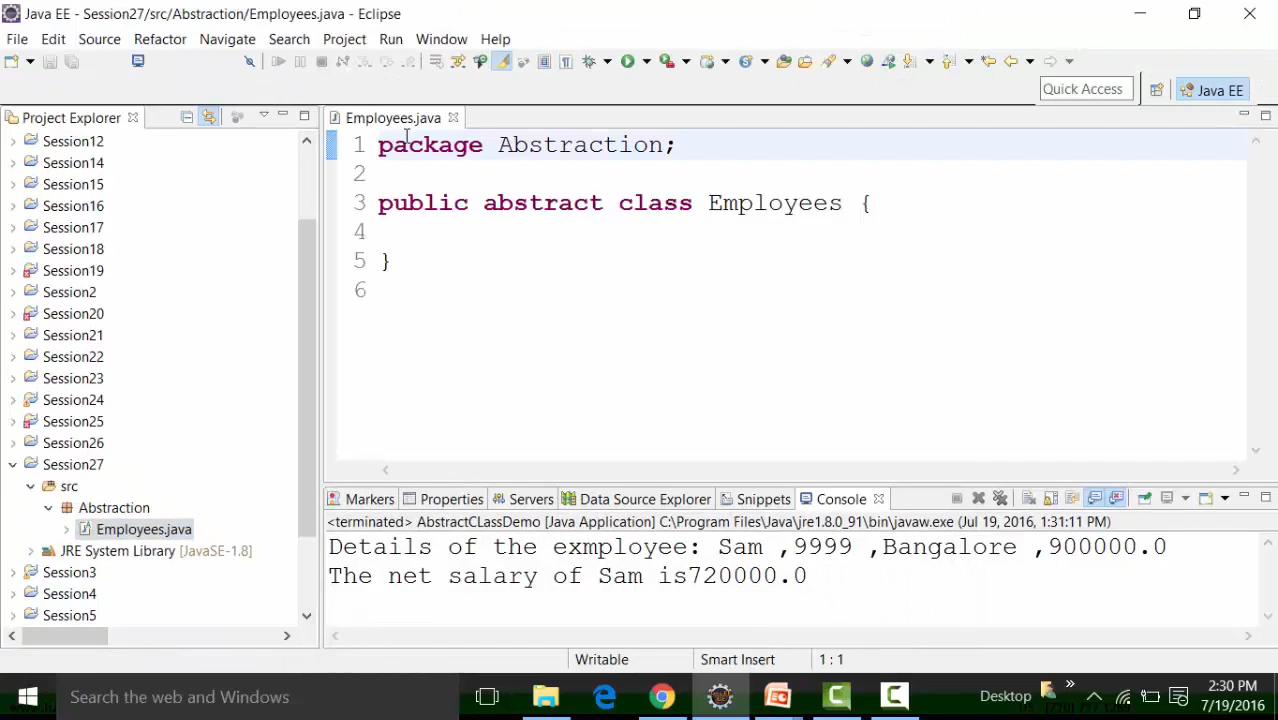 Java EE - Session27/src/Abstraction/Employees.java - Eclipse
File Edit Source Refactor Navigate Search Project Run Window Help
Quick Access
Java EE
Project Explorer
Session12
Session14
Session15
Session16
Session17
Session18
Session19
Session2
Session20
Session21
Session22
Session23
Session24
Session25
Session26
Session27
src
Abstraction
Employees.java
JRE System Library [JavaSE-1.8]
Session3
Session4
Session5
Employees.java
1 package Abstraction;
2
3 public abstract class Employees {
4
5 }
6
Markers Properties Servers Data Source Explorer Snippets Console
<terminated> AbstractCLassDemo [Java Application] C:\Program Files\Java\jre1.8.0_91\bin\javaw.exe (Jul 19, 2016, 1:31:11 PM)
Details of the exmployee: Sam ,9999 ,Bangalore ,900000.0
The net salary of Sam is720000.0
Writable Smart Insert 1 : 1
Search the web and Windows
Desktop
2:30 PM
7/19/2016